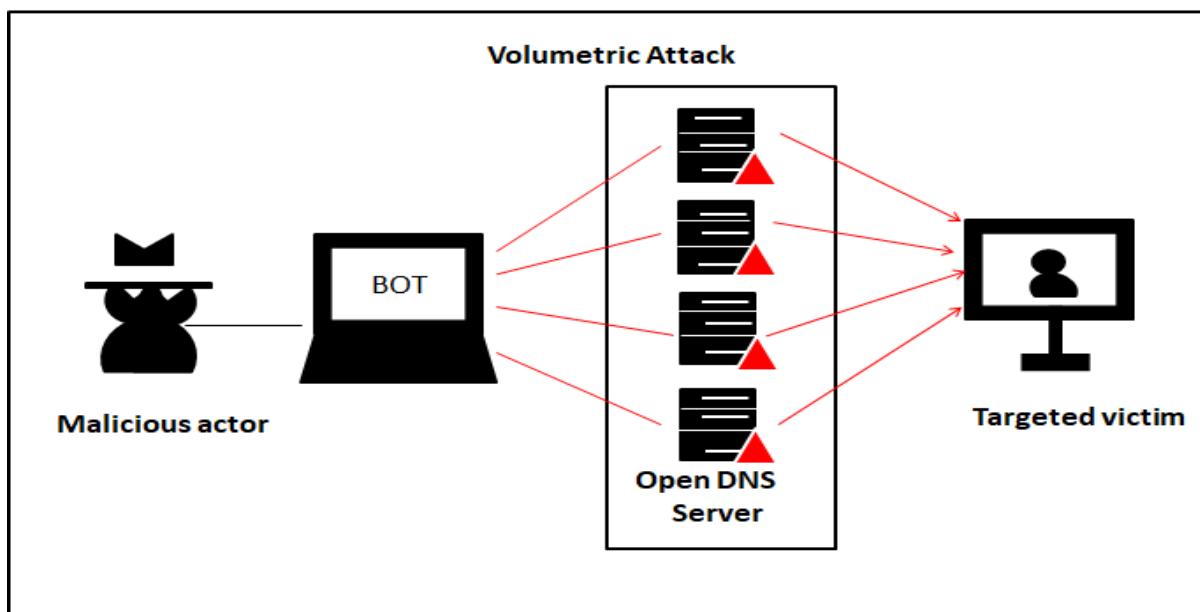 Volumetric Attack
BOT
Malicious actor
Targeted victim
Open DNS
Server